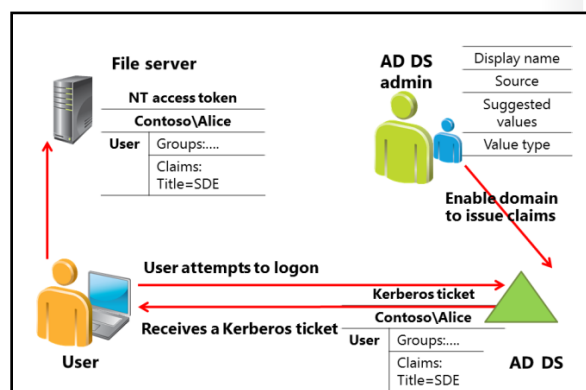 File server
NT access token
Contoso\Alice
User
Groups:....
Claims:
Title=SDE
AD DS
admin
Display name
Source
Suggested
values
Value type
Enable domain
to issue claims
User attempts to logon
Kerberos ticket
Receives a Kerberos ticket
Contoso\Alice
User
Groups:....
Claims:
Title=SDE
User
AD DS